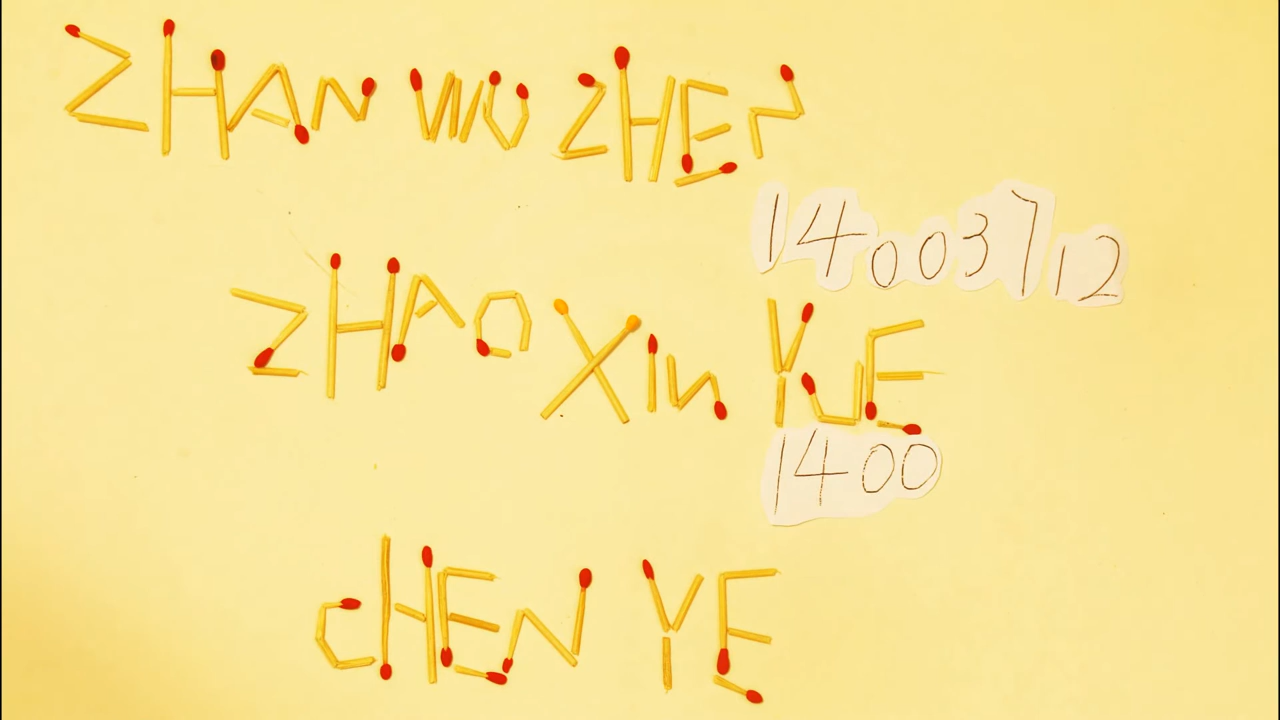 ZHAN WU ZHEn
14003712
ZHAO Xin YUE
1400
cHEN YE